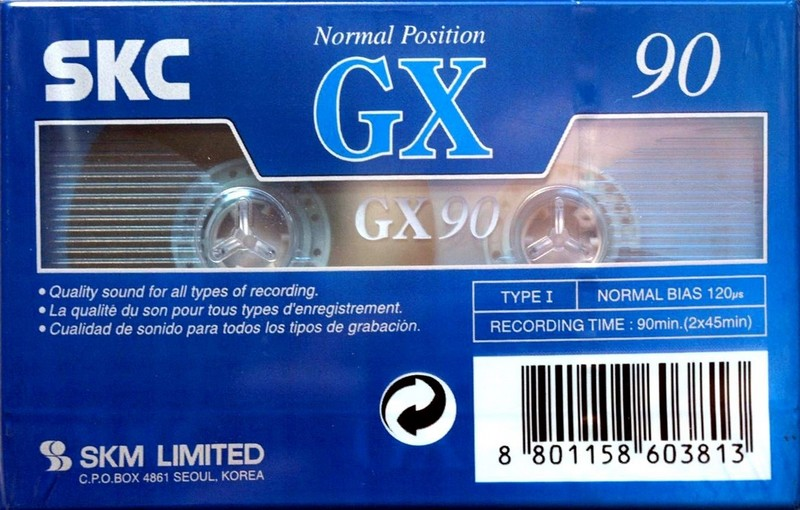 SKC
Normal Position
GX
90
GX 90
• Quality sound for all types of recording.
• La qualitè du son pour tous types d'enregistrement.
• Cualidad de sonido para todos los tipos de grabaciòn.
TYPE I NORMAL BIAS 120µs
RECORDING TIME : 90min.(2x45min)
SKM LIMITED
C.P.O.BOX 4861 SEOUL, KOREA
8 801158 603813